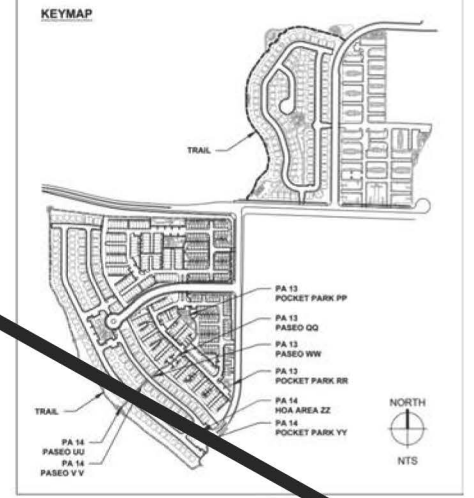 KEYMAP
TRAIL
PA 13
POCKET PARK PP
PA 13
PASEO QQ
PA 13
PASEO WW
PA 13
POCKET PARK RR
PA 14
HOA AREA ZZ
PA 14
POCKET PARK YY
NORTH
NTS
TRAIL
PA 14
PASEO UU
PA 14
PASEO V V